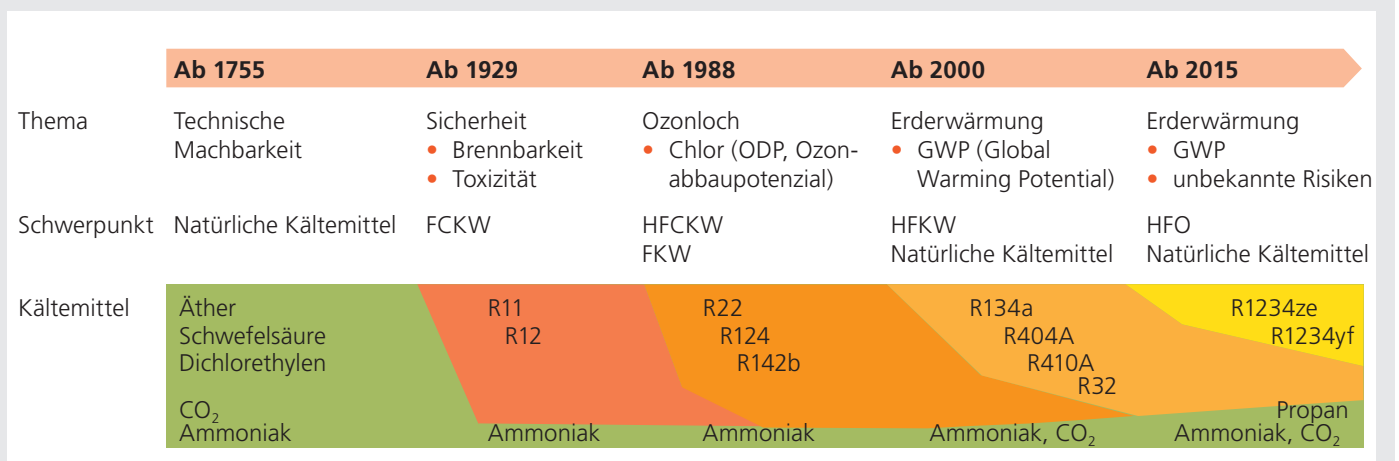 Ab 1755 Ab 1929 Ab 1988 Ab 2000 Ab 2015
Thema Technische Sicherheit Ozonloch Erderwärmung Erderwärmung
Machbarkeit • Brennbarkeit • Chlor (ODP, Ozon- • GWP (Global • GWP
• Toxizität abbaupotenzial) Warming Potential) • unbekannte Risiken
Schwerpunkt Natürliche Kältemittel FCKW HFCKW HFKW HFO
FKW Natürliche Kältemittel Natürliche Kältemittel
Kältemittel Äther R11 R22 R134a R1234ze
Schwefelsäure R12 R124 R404A R1234yf
Dichlorethylen R142b R410A
R32
CO₂ Propan
Ammoniak Ammoniak Ammoniak Ammoniak, CO₂ Ammoniak, CO₂